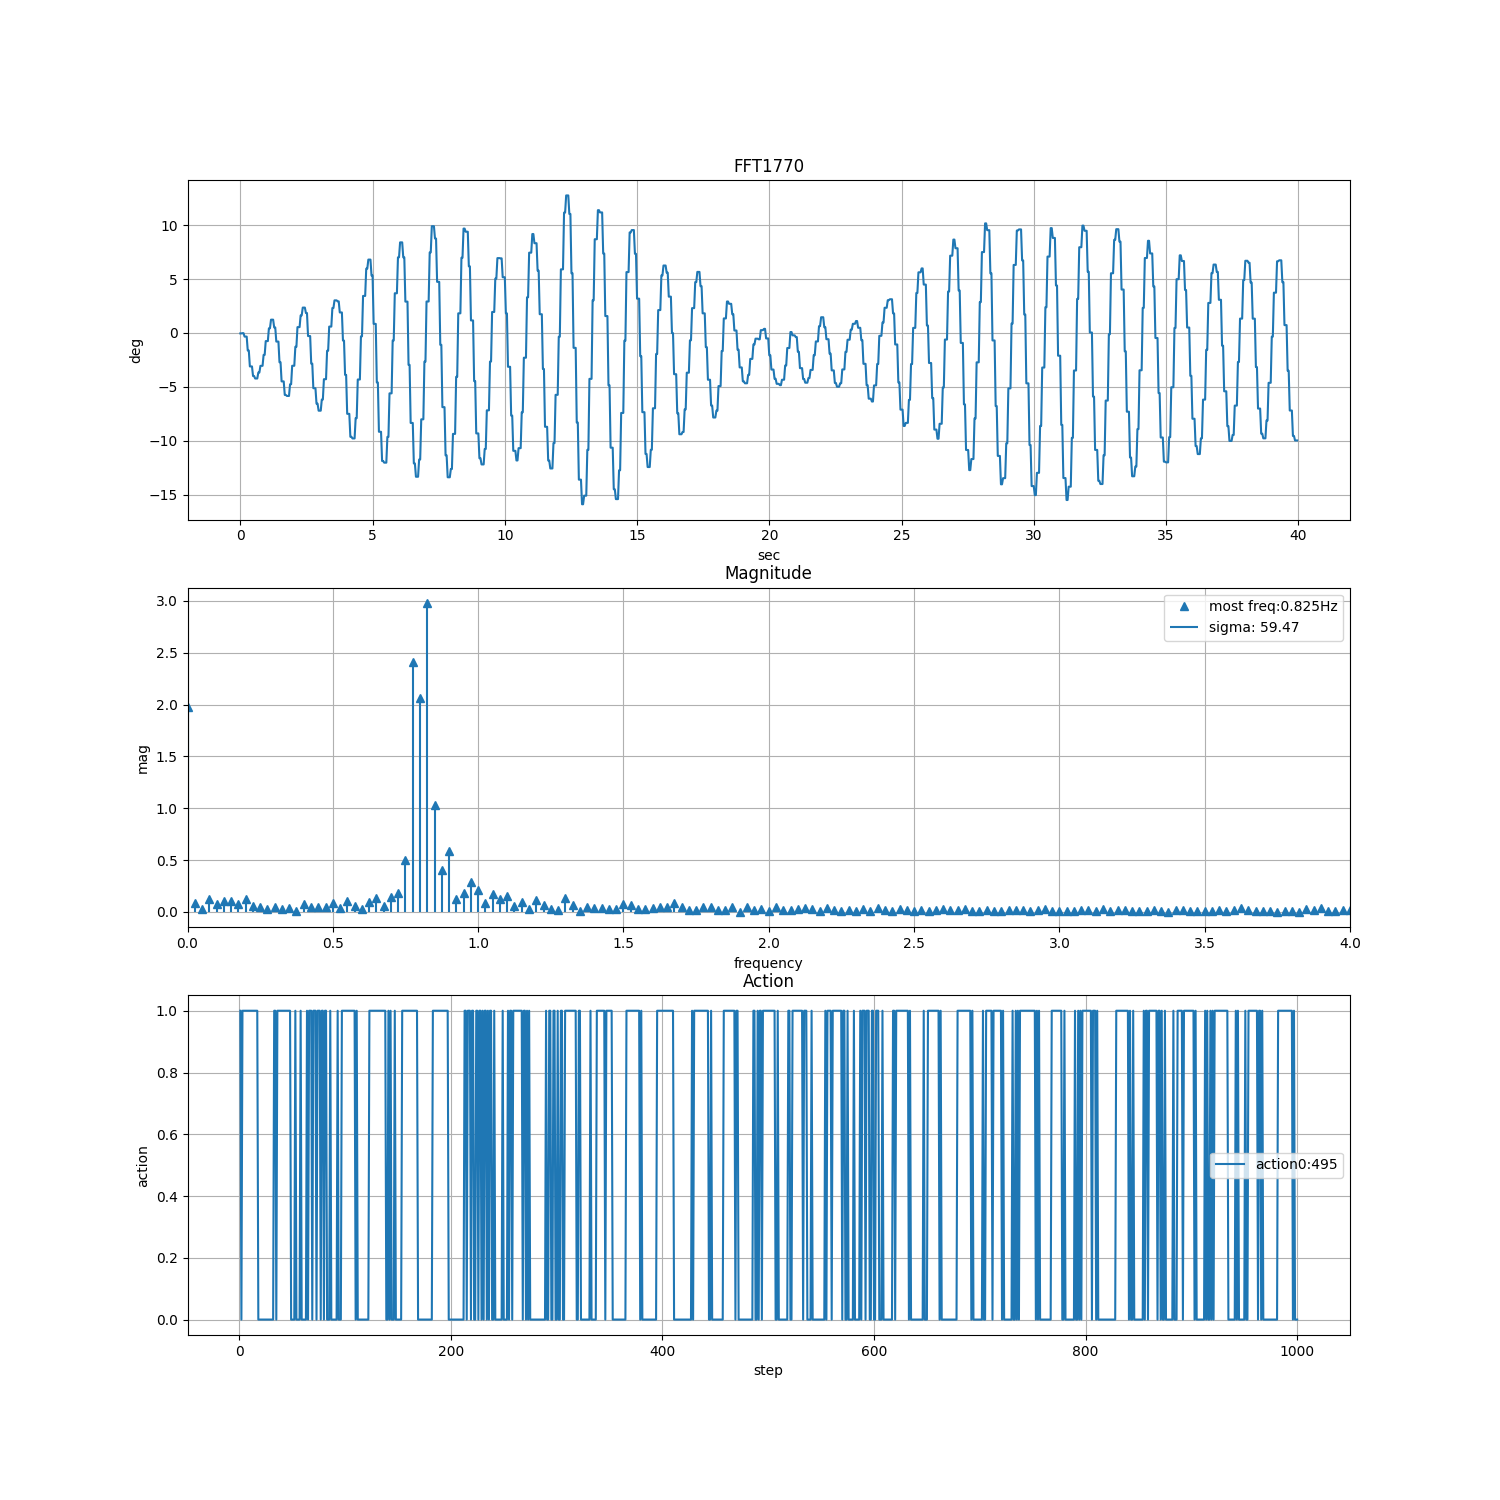 FFT1770
10
5
0
−5
−10
−15
deg
0 5 10 15 20 25 30 35 40
sec
Magnitude
3.0
2.5
2.0
1.5
1.0
0.5
0.0
mag
most freq:0.825Hz
sigma: 59.47
0.0 0.5 1.0 1.5 2.0 2.5 3.0 3.5 4.0
frequency
Action
1.0
0.8
0.6
0.4
0.2
0.0
action
action0:495
0 200 400 600 800 1000
step